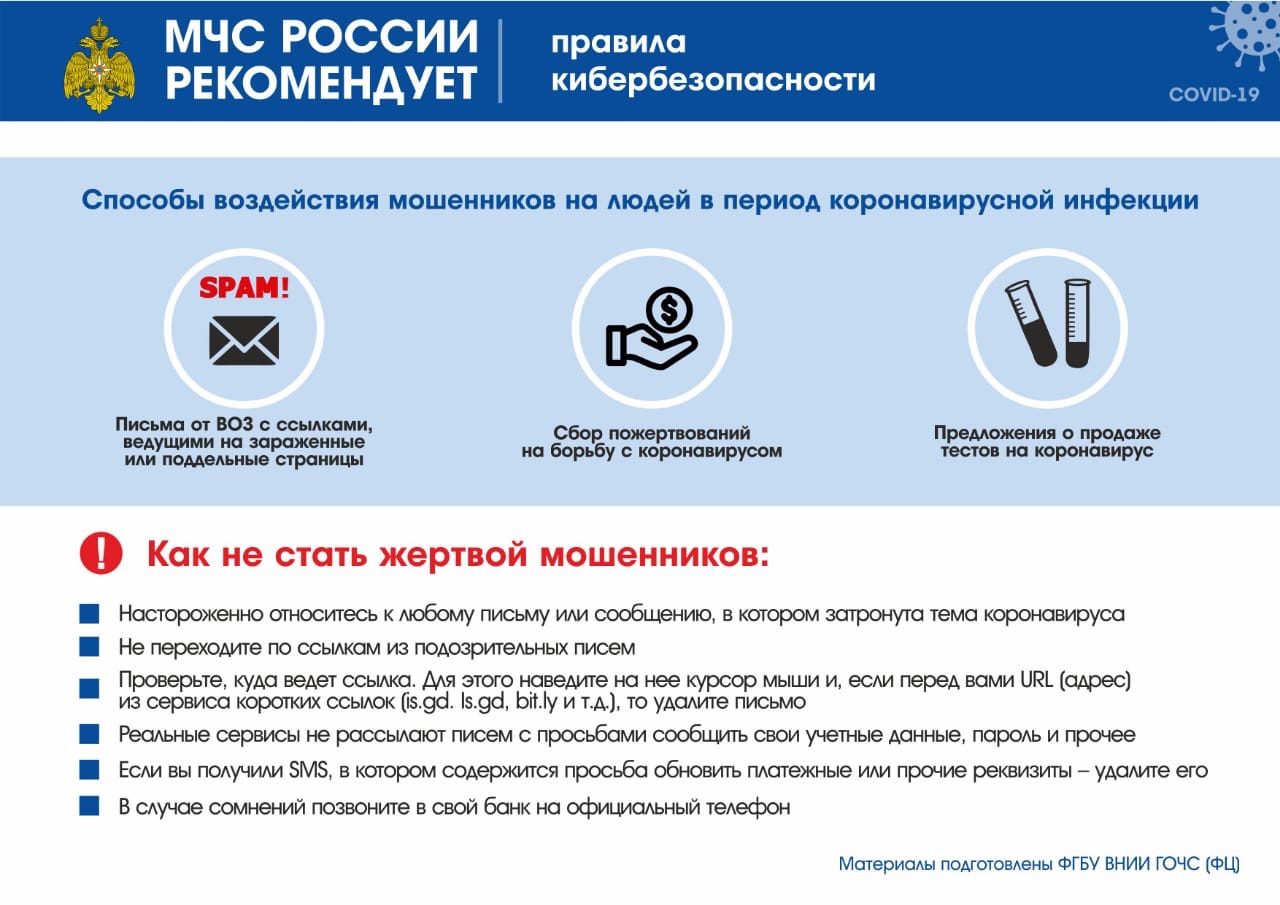 МЧС РОССИИ
РЕКОМЕНДУЕТ
правила
кибербезопасности
COVID-19
Способы воздействия мошенников на людей в период коронавирусной инфекции
SPAM!
$
Письма от ВОЗ с ссылками,
ведущими на зараженные
или поддельные страницы
Сбор пожертвований
на борьбу с коронавирусом
Предложения о продаже
тестов на коронавирус
! Как не стать жертвой мошенников:
Настороженно относитесь к любому письму или сообщению, в котором затронута тема коронавируса
Не переходите по ссылкам из подозрительных писем
Проверьте, куда ведет ссылка. Для этого наведите на нее курсор мыши и, если перед вами URL (адрес)
из сервиса коротких ссылок (is.gd. ls.gd, bit.ly и т.д.), то удалите письмо
Реальные сервисы не рассылают писем с просьбами сообщить свои учетные данные, пароль и прочее
Если вы получили SMS, в котором содержится просьба обновить платежные или прочие реквизиты – удалите его
В случае сомнений позвоните в свой банк на официальный телефон
Материалы подготовлены ФГБУ ВНИИ ГОЧС (ФЦ)